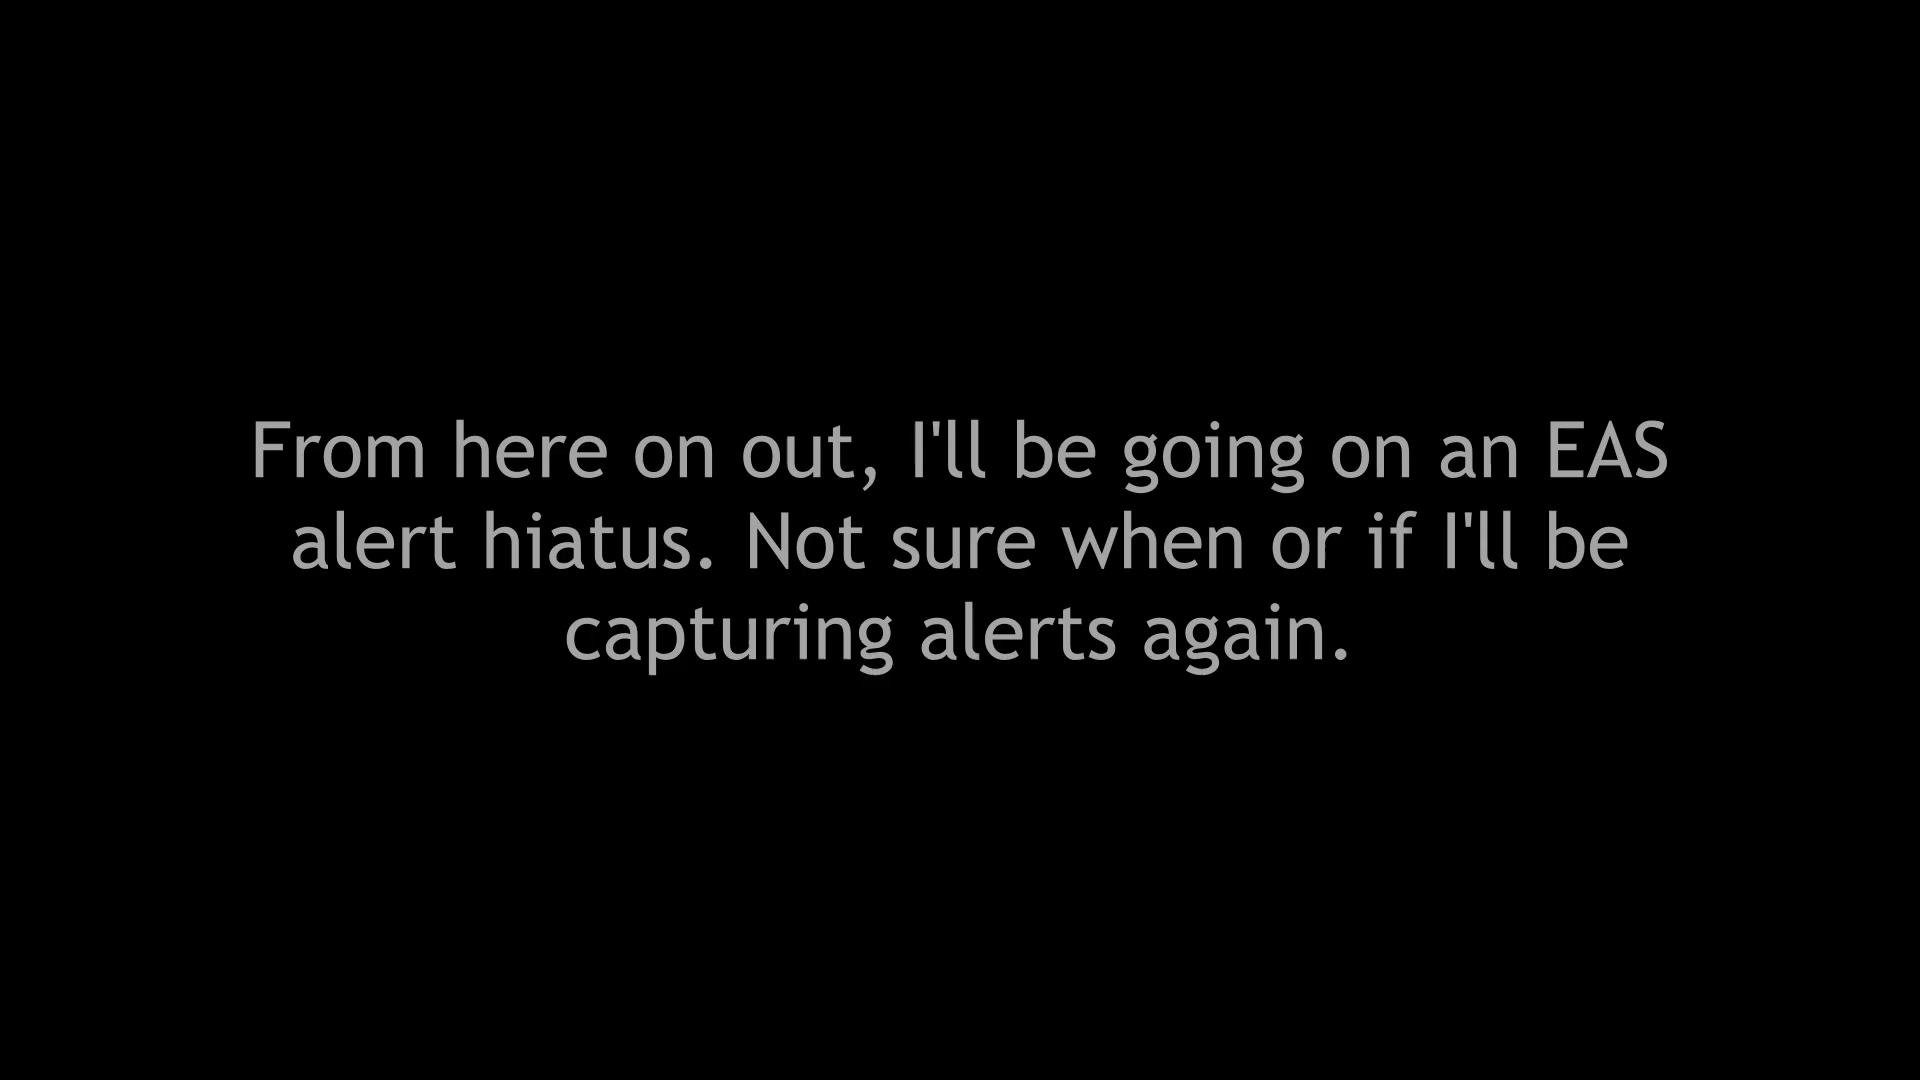 From here on out, I'll be going on an EAS
alert hiatus. Not sure when or if I'll be
capturing alerts again.